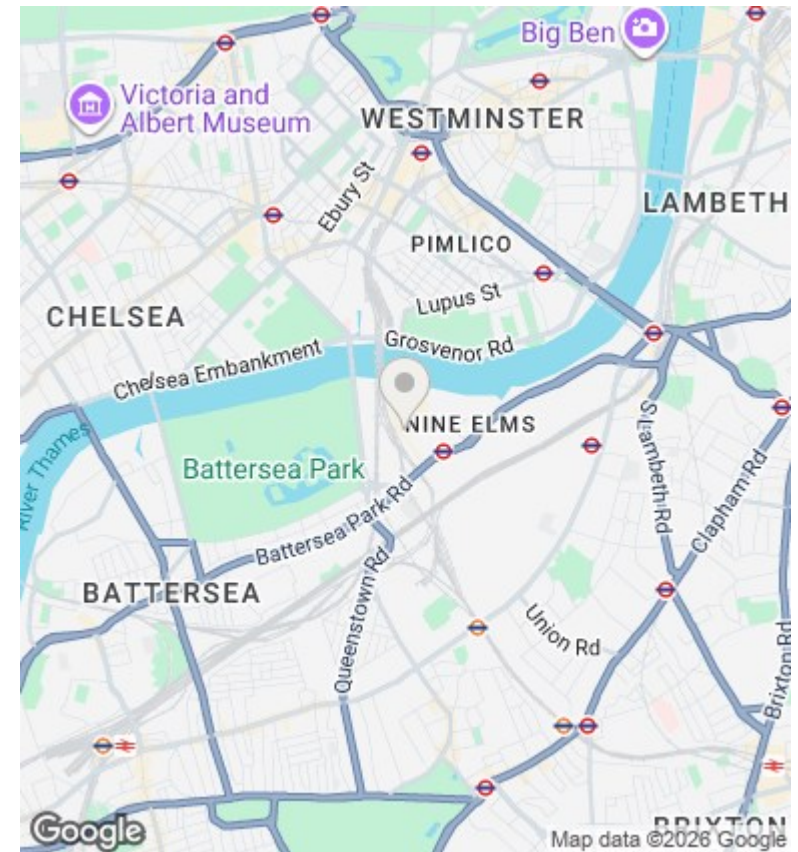 Big Ben
Victoria and
Albert Museum
WESTMINSTER
Ebury St
LAMBETH
PIMLICO
Lupus St
CHELSEA
Grosvenor Rd
Chelsea Embankment
NINE ELMS
River Thames
S Lambeth Rd
Clapham Rd
Battersea Park
Battersea Park Rd
BATTERSEA
Queenstown Rd
Union Rd
Brixton Rd
BRIXTON
Google
Map data ©2026 Google